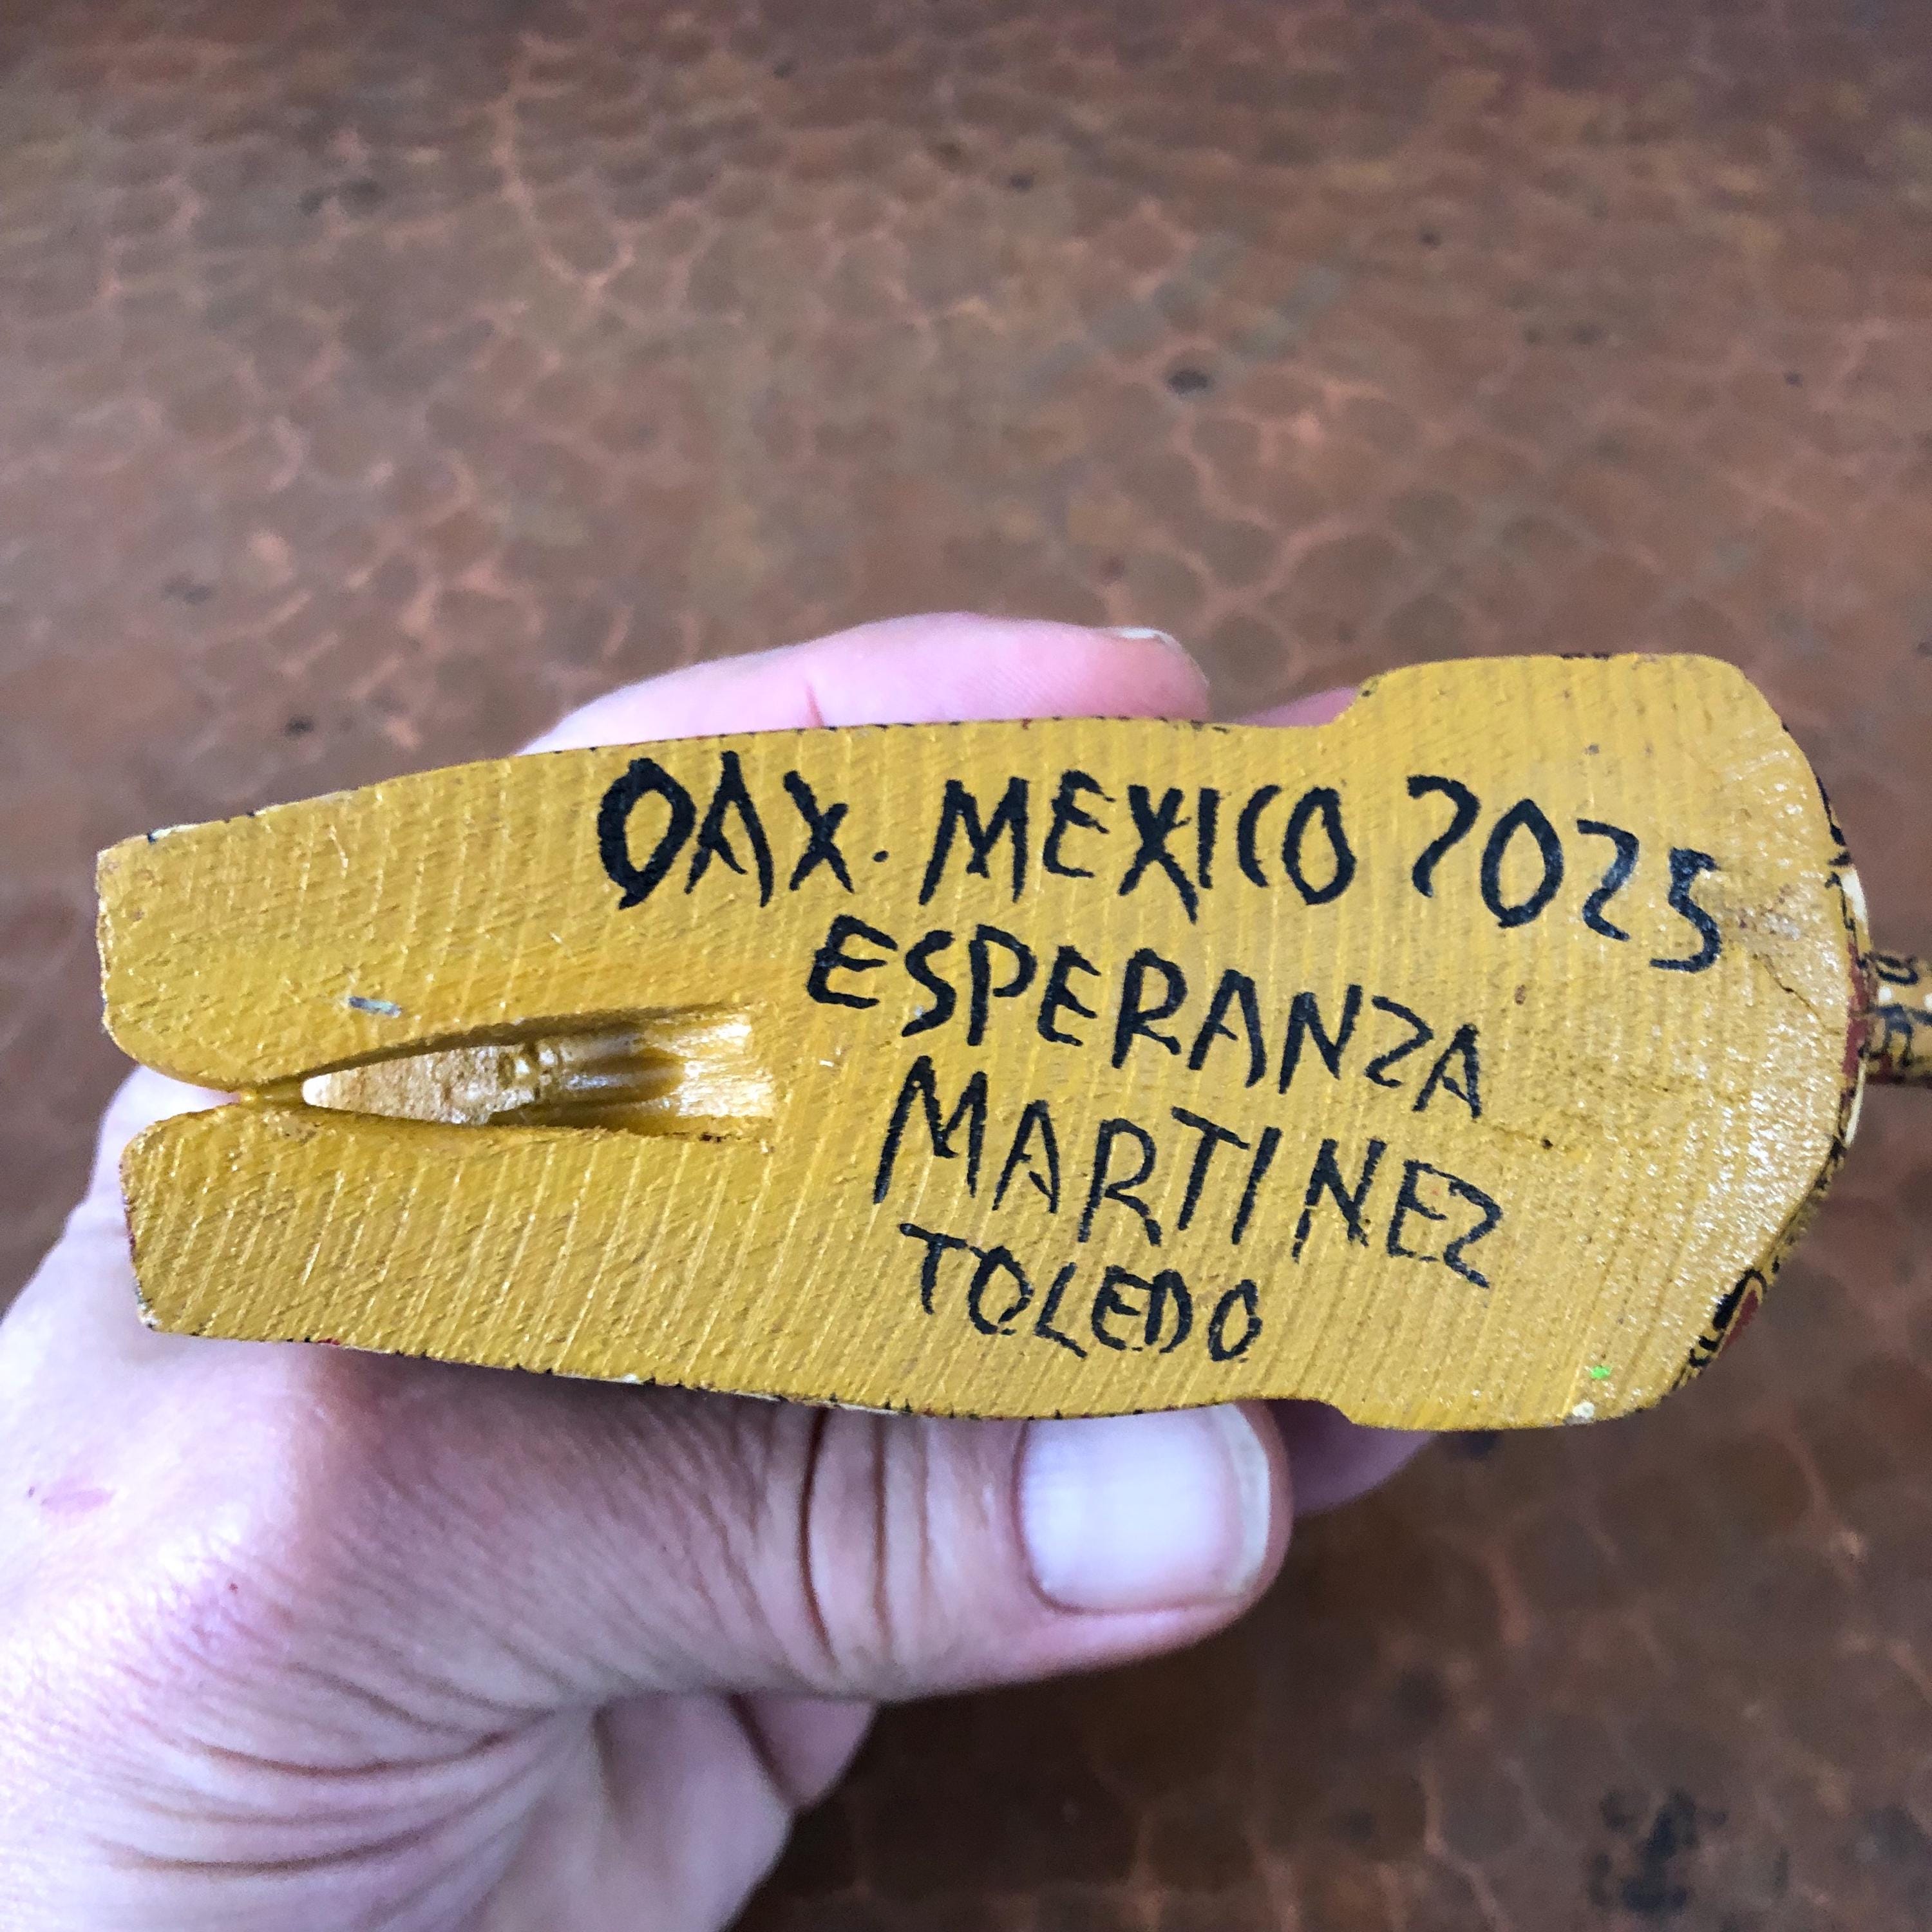 OAX. MEXICO 2025
ESPERANZA
MARTINEZ
TOLEDO